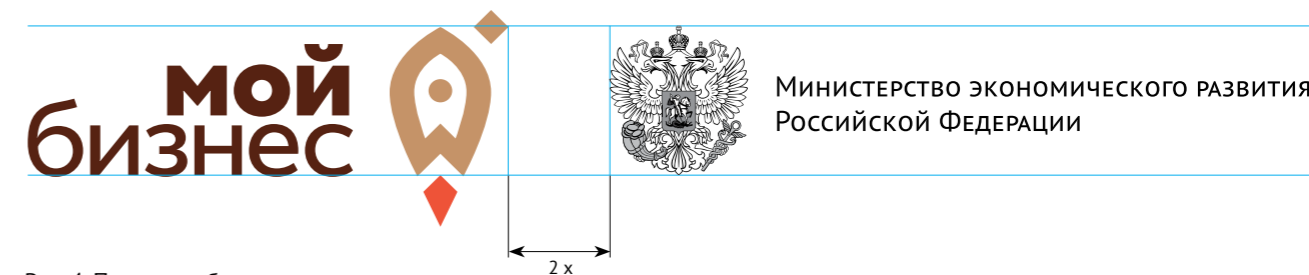 мой
бизнес
Министерство экономического развития
Российской Федерации
2 x